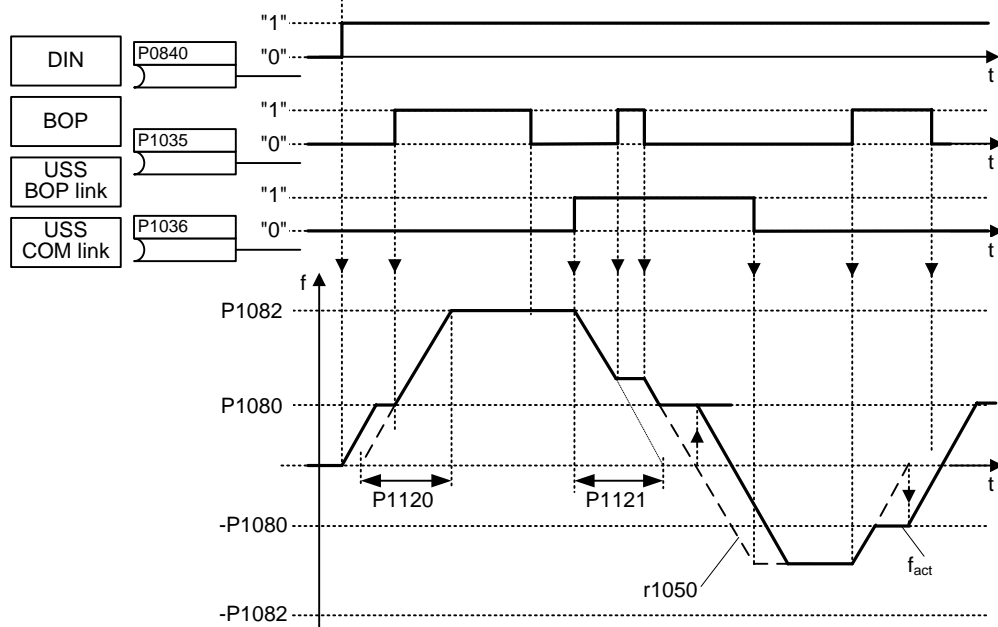 "1"
DIN
P0840
"0"
t
BOP
"1"
P1035
"0"
t
USS
BOP link
"1"
USS
COM link
P1036
"0"
t
f
P1082
P1080
t
P1120
P1121
-P1080
fact
r1050
-P1082